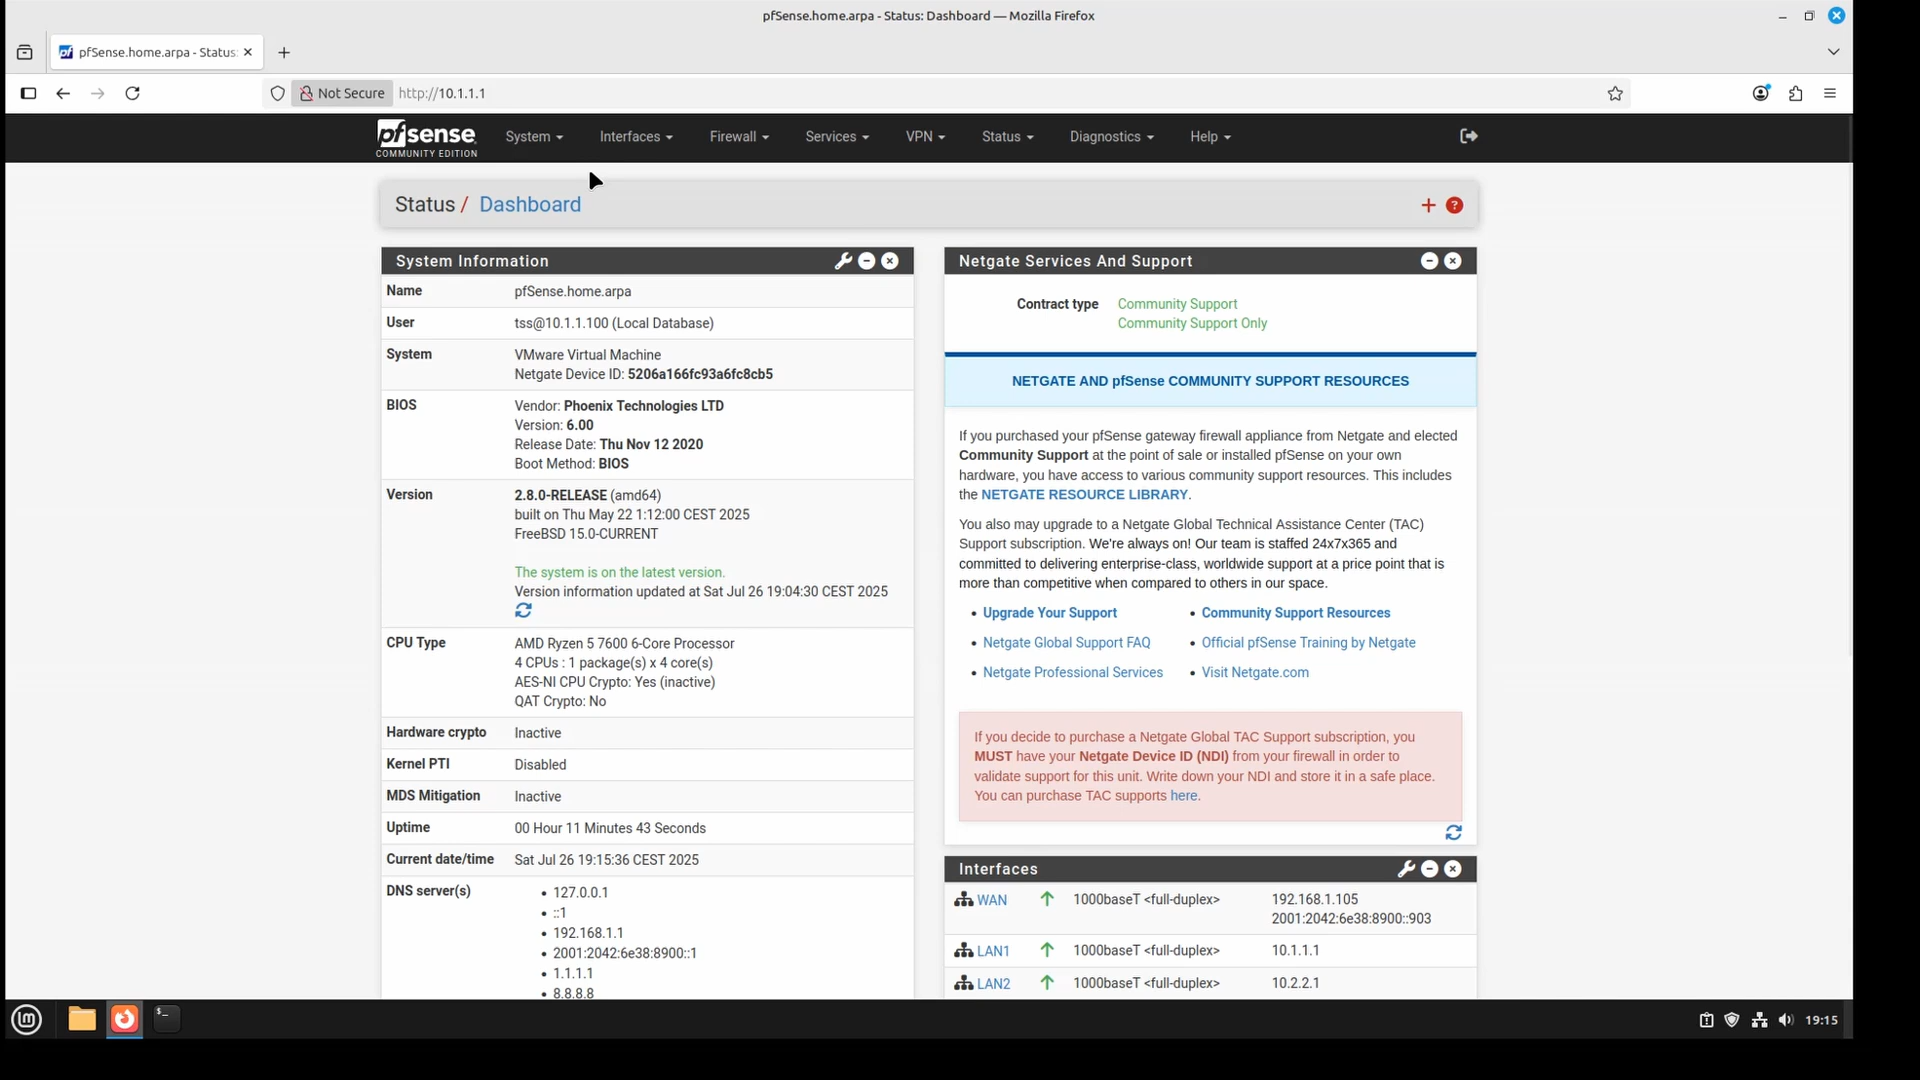 pfSense.home.arpa - Status: Dashboard — Mozilla Firefox
pfSense.home.arpa - Status:
Not Secure
http://10.1.1.1
pfsense
COMMUNITY EDITION
System
Interfaces
Firewall
Services
VPN
Status
Diagnostics
Help
Status / Dashboard
System Information
Name
pfSense.home.arpa
User
tss@10.1.1.100 (Local Database)
System
VMware Virtual Machine
Netgate Device ID: 5206a166fc93a6fc8cb5
BIOS
Vendor: Phoenix Technologies LTD
Version: 6.00
Release Date: Thu Nov 12 2020
Boot Method: BIOS
Version
2.8.0-RELEASE (amd64)
built on Thu May 22 1:12:00 CEST 2025
FreeBSD 15.0-CURRENT
The system is on the latest version.
Version information updated at Sat Jul 26 19:04:30 CEST 2025
CPU Type
AMD Ryzen 5 7600 6-Core Processor
4 CPUs : 1 package(s) x 4 core(s)
AES-NI CPU Crypto: Yes (inactive)
QAT Crypto: No
Hardware crypto
Inactive
Kernel PTI
Disabled
MDS Mitigation
Inactive
Uptime
00 Hour 11 Minutes 43 Seconds
Current date/time
Sat Jul 26 19:15:36 CEST 2025
DNS server(s)
• 127.0.0.1
• ::1
• 192.168.1.1
• 2001:2042:6e38:8900::1
• 1.1.1.1
• 8.8.8.8
Netgate Services And Support
Contract type
Community Support
Community Support Only
NETGATE AND pfSense COMMUNITY SUPPORT RESOURCES
If you purchased your pfSense gateway firewall appliance from Netgate and elected
Community Support at the point of sale or installed pfSense on your own
hardware, you have access to various community support resources. This includes
the NETGATE RESOURCE LIBRARY.
You also may upgrade to a Netgate Global Technical Assistance Center (TAC)
Support subscription. We're always on! Our team is staffed 24x7x365 and
committed to delivering enterprise-class, worldwide support at a price point that is
more than competitive when compared to others in our space.
• Upgrade Your Support
• Community Support Resources
• Netgate Global Support FAQ
• Official pfSense Training by Netgate
• Netgate Professional Services
• Visit Netgate.com
If you decide to purchase a Netgate Global TAC Support subscription, you
MUST have your Netgate Device ID (NDI) from your firewall in order to
validate support for this unit. Write down your NDI and store it in a safe place.
You can purchase TAC supports here.
Interfaces
WAN
1000baseT <full-duplex>
192.168.1.105
2001:2042:6e38:8900::903
LAN1
1000baseT <full-duplex>
10.1.1.1
LAN2
1000baseT <full-duplex>
10.2.2.1
19:15